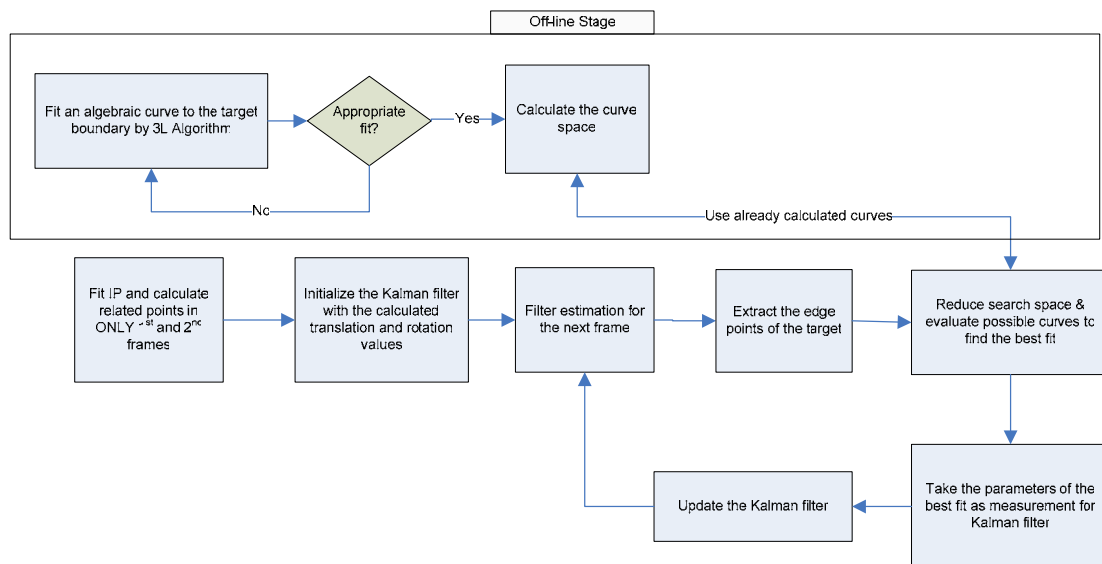 Off-line Stage
Fit an algebraic curve to the target
boundary by 3L Algorithm
Appropriate
fit?
Yes
Calculate the curve
space
No
Use already calculated curves
Fit IP and calculate
related points in
ONLY 1st and 2nd
frames
Initialize the Kalman filter
with the calculated
translation and rotation
values
Filter estimation for
the next frame
Extract the edge
points of the target
Reduce search space &
evaluate possible curves to
find the best fit
Update the Kalman filter
Take the parameters of the
best fit as measurement for
Kalman filter